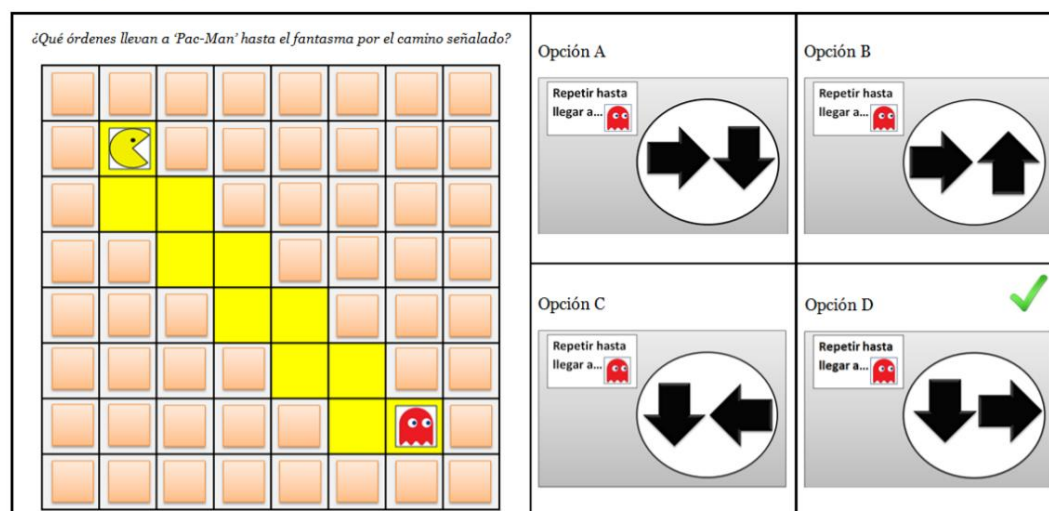 ¿Qué órdenes llevan a 'Pac-Man' hasta el fantasma por el camino señalado?
Opción A
Repetir hasta
llegar a...
Opción B
Repetir hasta
llegar a...
Opción C
Repetir hasta
llegar a...
Opción D
Repetir hasta
llegar a...